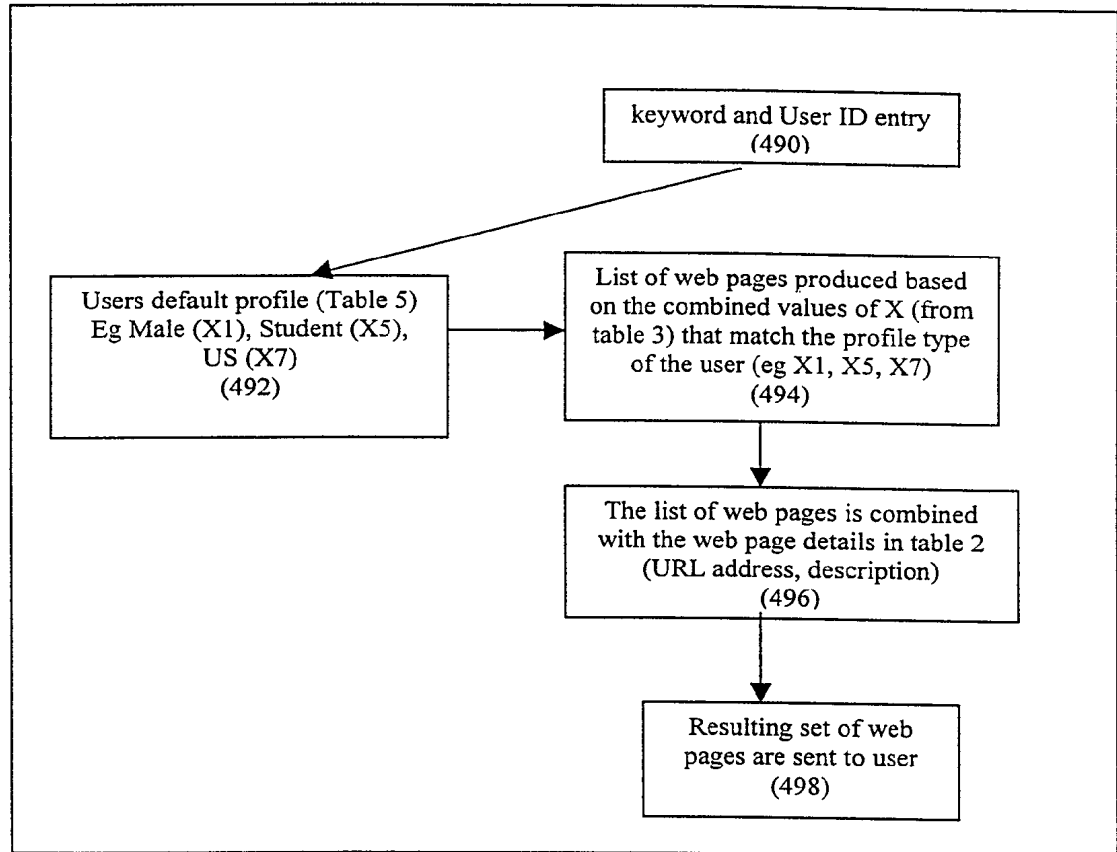 keyword and User ID entry
(490)
Users default profile (Table 5)
Eg Male (X1), Student (X5),
US (X7)
(492)
List of web pages produced based
on the combined values of X (from
table 3) that match the profile type
of the user (eg X1, X5, X7)
(494)
The list of web pages is combined
with the web page details in table 2
(URL address, description)
(496)
Resulting set of web
pages are sent to user
(498)